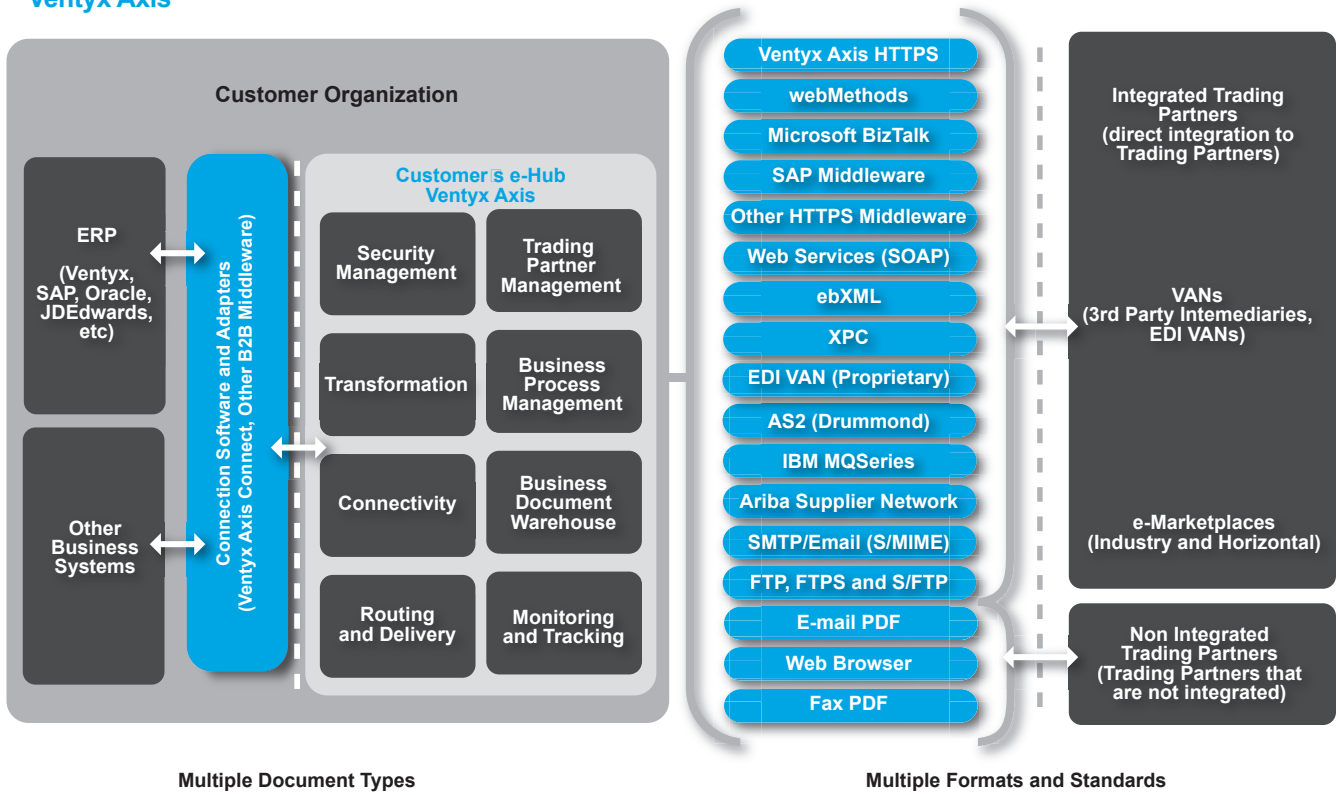 Ventyx Axis
Customer Organization
ERP
(Ventyx,
SAP, Oracle,
JDEdwards,
etc)
Other
Business
Systems
Connection Software and Adapters
(Ventyx Axis Connect, Other B2B Middleware)
Customer s e-Hub
Ventyx Axis
Security
Management
Trading
Partner
Management
Transformation
Business
Process
Management
Connectivity
Business
Document
Warehouse
Routing
and Delivery
Monitoring
and Tracking
Ventyx Axis HTTPS
webMethods
Microsoft BizTalk
SAP Middleware
Other HTTPS Middleware
Web Services (SOAP)
ebXML
XPC
EDI VAN (Proprietary)
AS2 (Drummond)
IBM MQSeries
Ariba Supplier Network
SMTP/Email (S/MIME)
FTP, FTPS and S/FTP
E-mail PDF
Web Browser
Fax PDF
Integrated Trading
Partners
(direct integration to
Trading Partners)
VANs
(3rd Party Intemediaries,
EDI VANs)
e-Marketplaces
(Industry and Horizontal)
Non Integrated
Trading Partners
(Trading Partners that
are not integrated)
Multiple Document Types
Multiple Formats and Standards